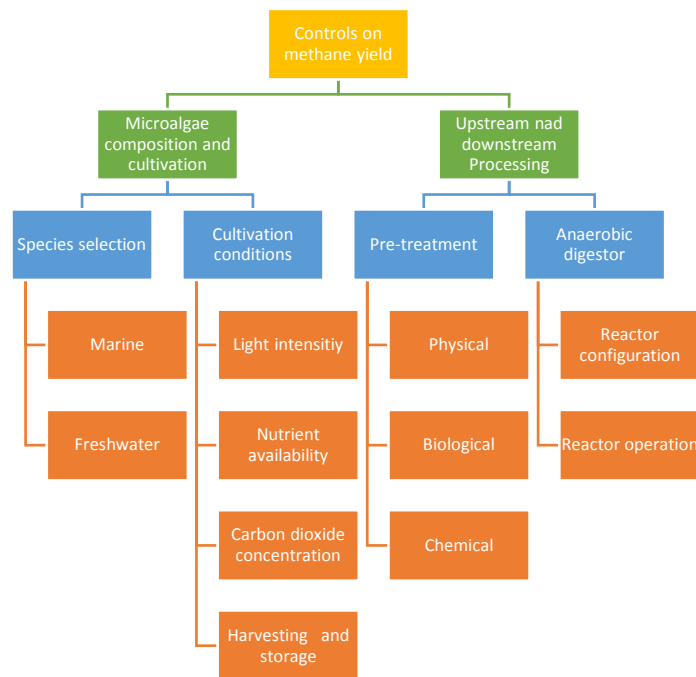 Controls on
methane yield
Microalgae
composition and
cultivation
Upstream nad
downstream
Processing
Species selection
Cultivation
conditions
Pre-treatment
Anaerobic
digestor
Marine
Freshwater
Light intensitiy
Nutrient
availability
Carbon dioxide
concentration
Harvesting and
storage
Physical
Biological
Chemical
Reactor
configuration
Reactor operation